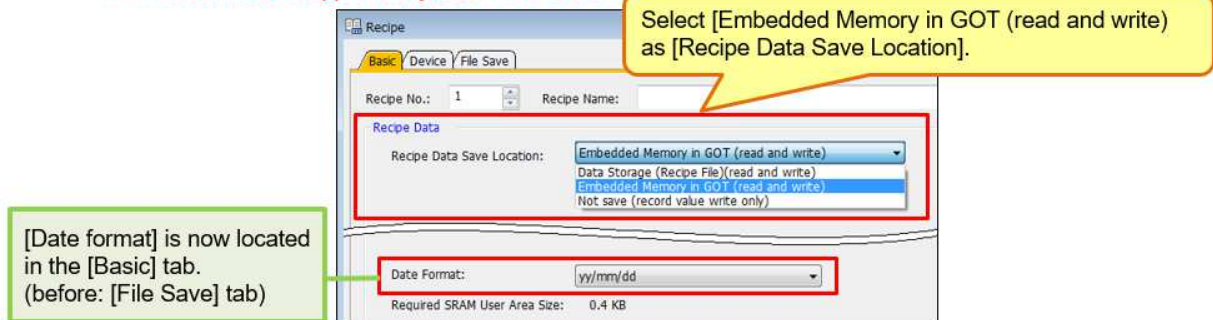 Select [Embedded Memory in GOT (read and write)
as [Recipe Data Save Location].
Recipe
Basic Device File Save
Recipe No.: 1 Recipe Name:
Recipe Data
Recipe Data Save Location: Embedded Memory in GOT (read and write)
Data Storage (Recipe File)(read and write)
Embedded Memory in GOT (read and write)
Not save (record value write only)
[Date format] is now located
in the [Basic] tab.
(before: [File Save] tab)
Date Format: yy/mm/dd
Required SRAM User Area Size: 0.4 KB